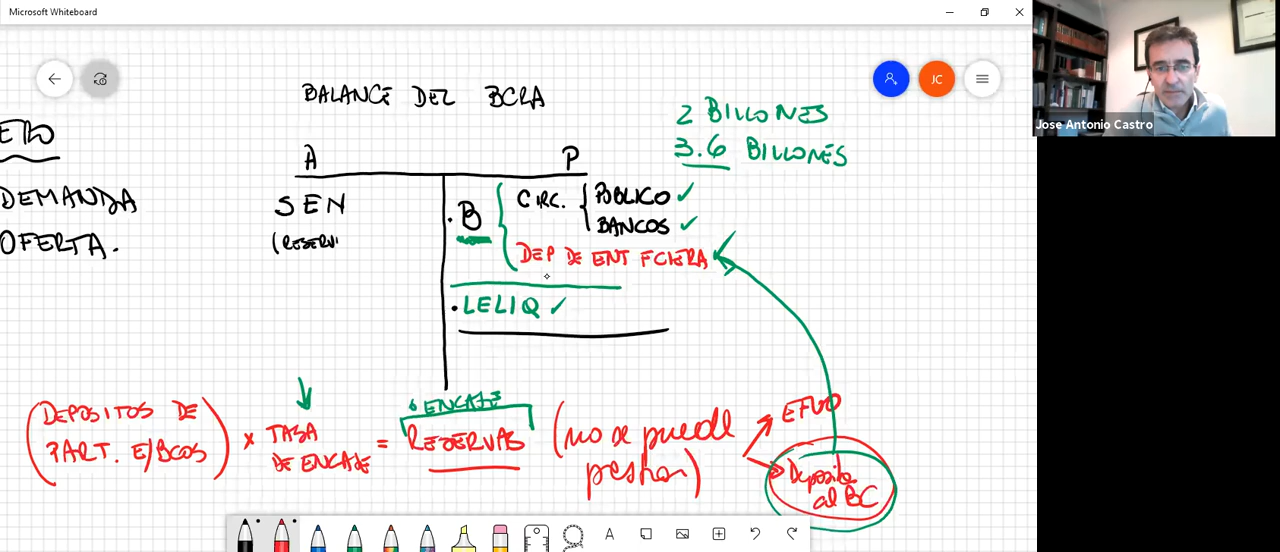 Microsoft Whiteboard
JC
Jose Antonio Castro
BALANCE DEL BCRA
2 BILLONES
3.6 BILLONES
DEMANDA
OFERTA.
A
P
SEN
(RESERV
• B
CIRC.
PÚBLICO ✓
BANCOS ✓
DEP DE ENT FCIERA
• LELIQ ✓
(DEPOSITOS DE
PART. E/BCOS)
x TASA
DE ENCAJE
=
ó ENCAJE
RESERVAS
(no se puede
prestar)
EFVO
Deposito
al BC
A